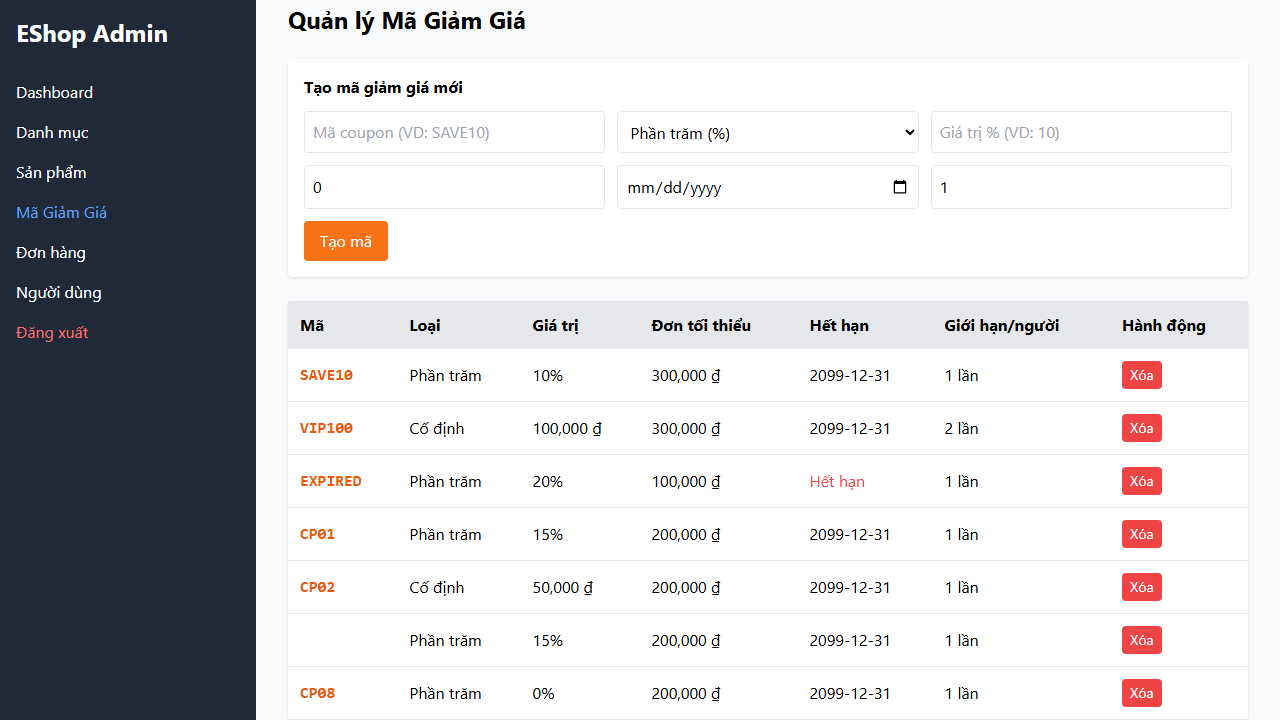 EShop Admin
Dashboard
Danh mục
Sản phẩm
Mã Giảm Giá
Đơn hàng
Người dùng
Đăng xuất
Quản lý Mã Giảm Giá
Tạo mã giảm giá mới
Mã coupon (VD: SAVE10) Phần trăm (%) Giá trị % (VD: 10)
0 mm/dd/yyyy 1
Tạo mã
Mã Loại Giá trị Đơn tối thiểu Hết hạn Giới hạn/người Hành động
SAVE10 Phần trăm 10% 300,000 ₫ 2099-12-31 1 lần Xóa
VIP100 Cố định 100,000 ₫ 300,000 ₫ 2099-12-31 2 lần Xóa
EXPIRED Phần trăm 20% 100,000 ₫ Hết hạn 1 lần Xóa
CP01 Phần trăm 15% 200,000 ₫ 2099-12-31 1 lần Xóa
CP02 Cố định 50,000 ₫ 200,000 ₫ 2099-12-31 1 lần Xóa
Phần trăm 15% 200,000 ₫ 2099-12-31 1 lần Xóa
CP08 Phần trăm 0% 200,000 ₫ 2099-12-31 1 lần Xóa